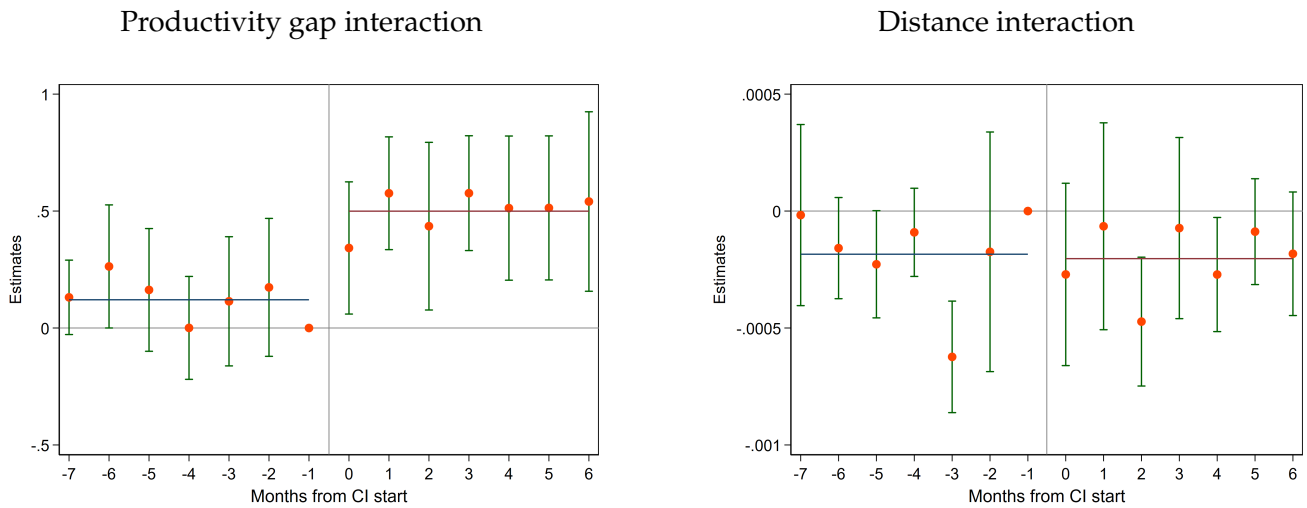 Productivity gap interaction
Estimates
1
.5
0
-.5
-7 -6 -5 -4 -3 -2 -1 0 1 2 3 4 5 6
Months from CI start
Distance interaction
Estimates
.0005
0
-.0005
-.001
-7 -6 -5 -4 -3 -2 -1 0 1 2 3 4 5 6
Months from CI start